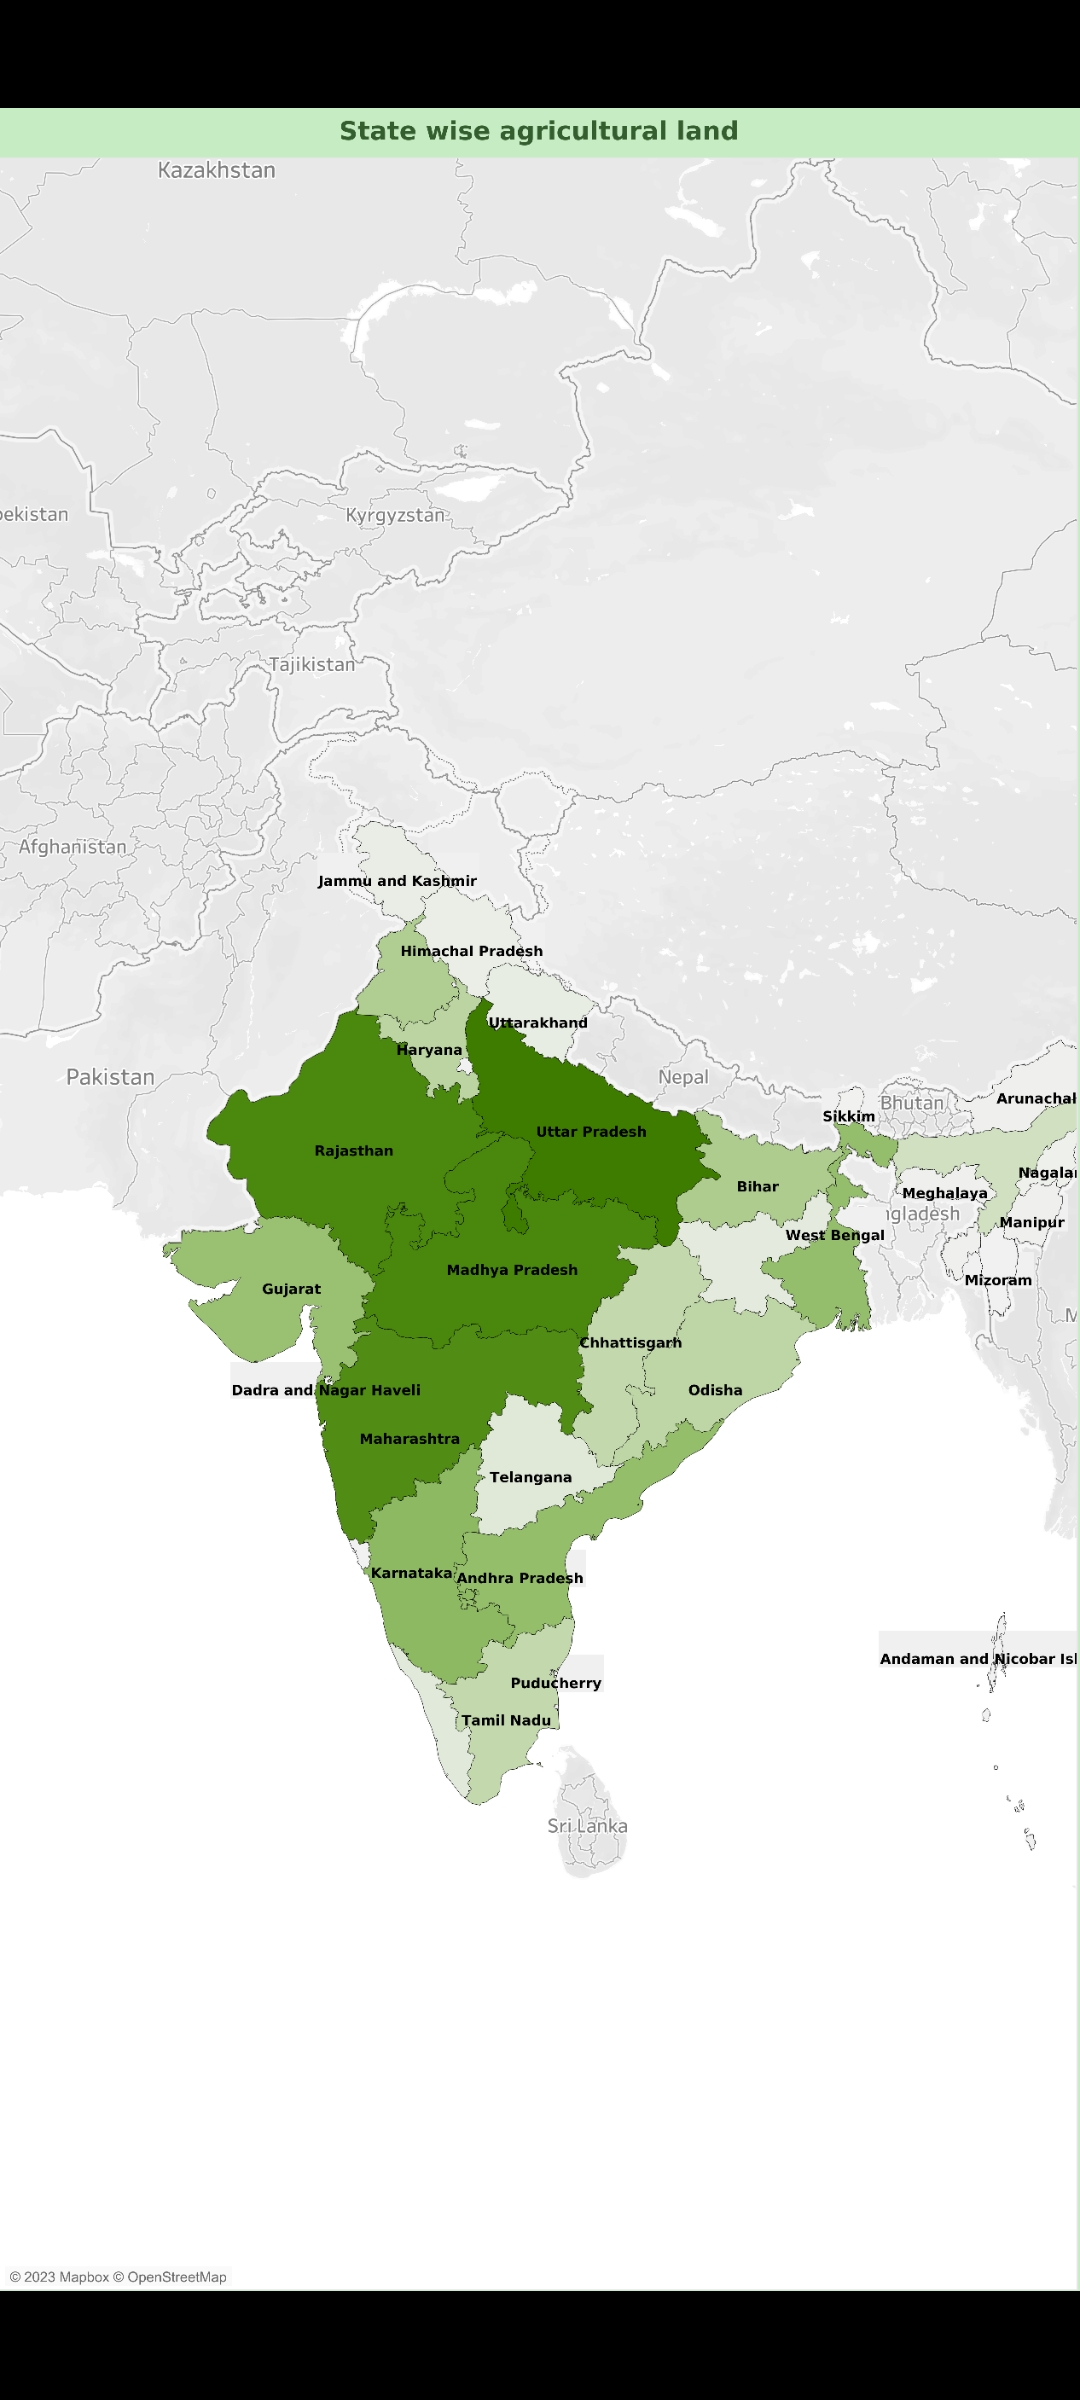 State wise agricultural land
Kazakhstan
ekistan
Kyrgyzstan
Tajikistan
Afghanistan
Jammu and Kashmir
Himachal Pradesh
Uttarakhand
Haryana
Pakistan
Nepal
Bhutan
Arunachal
Sikkim
Uttar Pradesh
Rajasthan
Bihar
Nagalan
Meghalaya
ngladesh
Manipur
West Bengal
Madhya Pradesh
Mizoram
Gujarat
M
Chhattisgarh
Dadra and Nagar Haveli
Odisha
Maharashtra
Telangana
Karnataka
Andhra Pradesh
Andaman and Nicobar Isl
Puducherry
Tamil Nadu
Sri Lanka
© 2023 Mapbox © OpenStreetMap